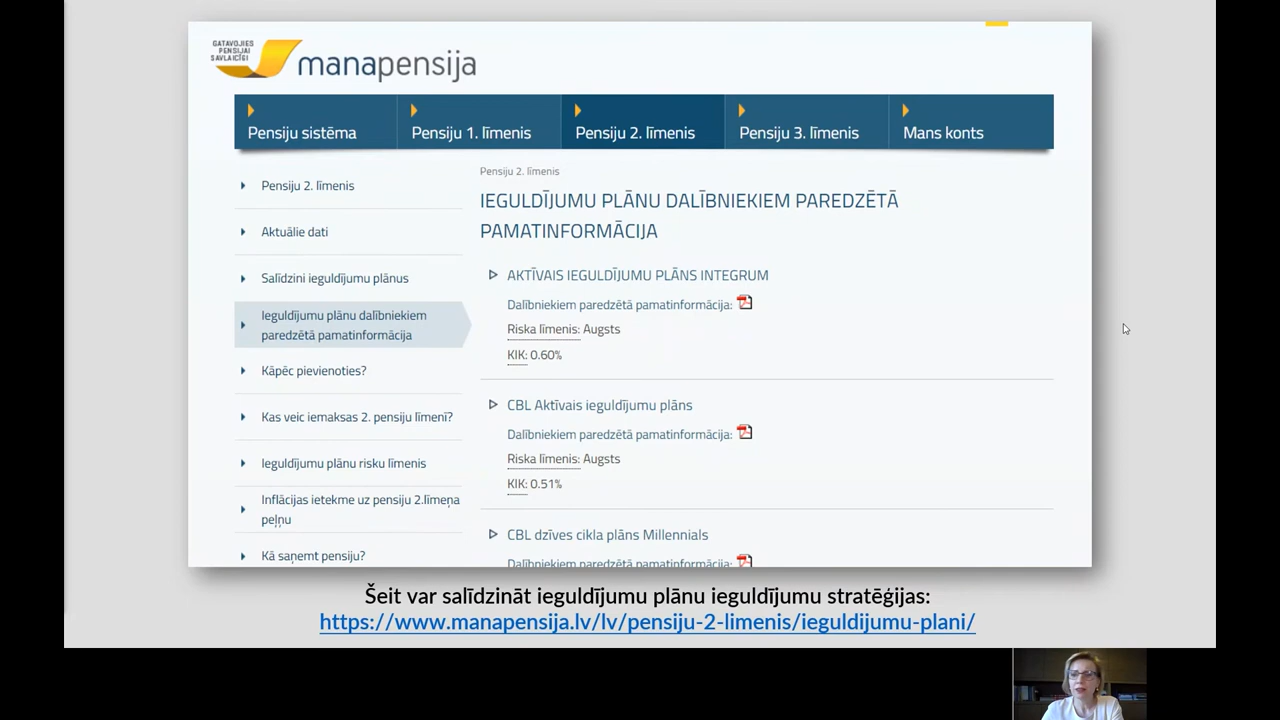 GATAVOJIES
PENSIJAI
SAVLAICĪGI
manapensija
Pensiju sistēma
Pensiju 1. līmenis
Pensiju 2. līmenis
Pensiju 3. līmenis
Mans konts
Pensiju 2. līmenis
Aktuālie dati
Salīdzini ieguldījumu plānus
Ieguldījumu plānu dalībniekiem
paredzētā pamatinformācija
Kāpēc pievienoties?
Kas veic iemaksas 2. pensiju līmenī?
Ieguldījumu plānu risku līmenis
Inflācijas ietekme uz pensiju 2.līmeņa
peļņu
Kā saņemt pensiju?
Pensiju 2. līmenis
IEGULDĪJUMU PLĀNU DALĪBNIEKIEM PAREDZĒTĀ
PAMATINFORMĀCIJA
AKTĪVAIS IEGULDĪJUMU PLĀNS INTEGRUM
Dalībniekiem paredzētā pamatinformācija:
Riska līmenis: Augsts
KIK: 0.60%
CBL Aktīvais ieguldījumu plāns
Dalībniekiem paredzētā pamatinformācija:
Riska līmenis: Augsts
KIK: 0.51%
CBL dzīves cikla plāns Millennials
Dalībniekiem paredzētā pamatinformācija:
Šeit var salīdzināt ieguldījumu plānu ieguldījumu stratēģijas:
https://www.manapensija.lv/lv/pensiju-2-limenis/ieguldijumu-plani/